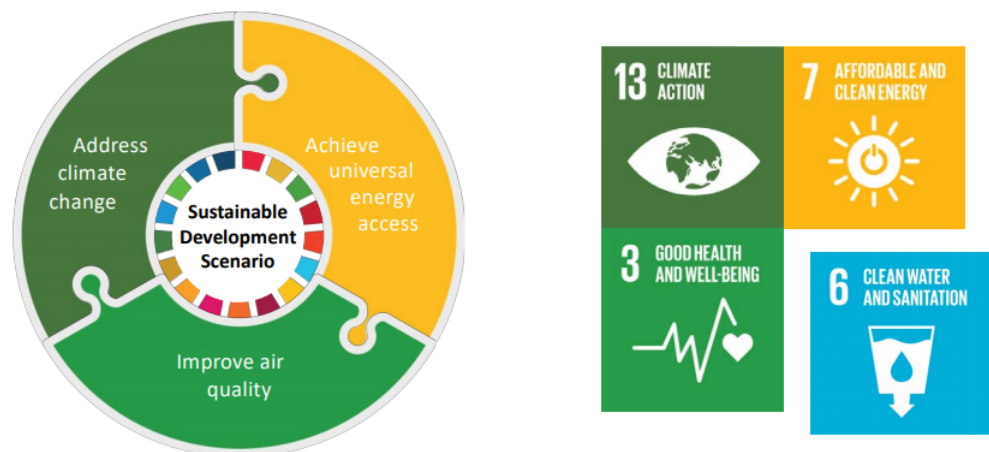 Address
climate
change
Achieve
universal
energy
access
Sustainable
Development
Scenario
Improve air
quality
13 CLIMATE
ACTION
7 AFFORDABLE AND
CLEAN ENERGY
3 GOOD HEALTH
AND WELL-BEING
6 CLEAN WATER
AND SANITATION